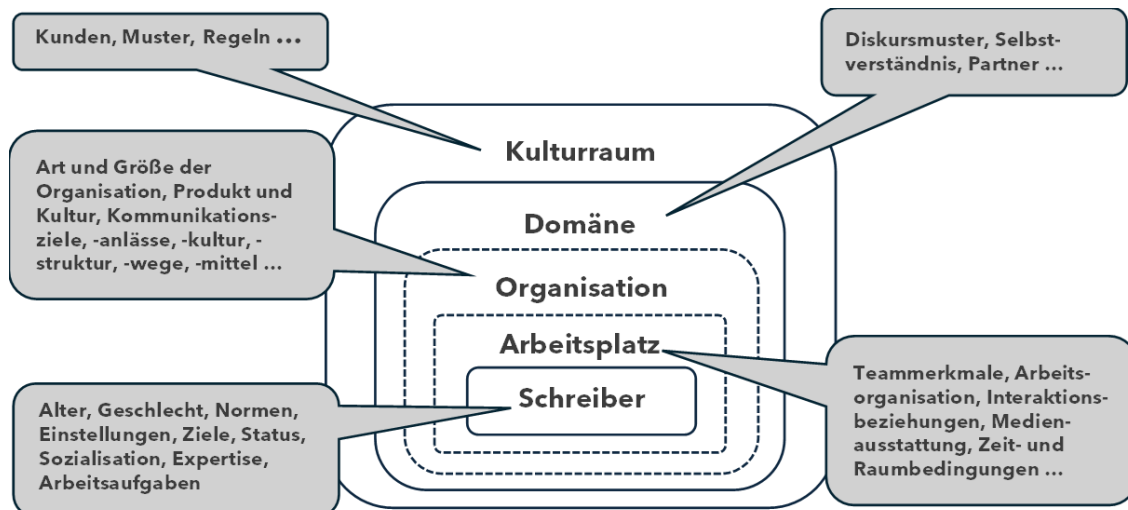 Kunden, Muster, Regeln ...
Diskursmuster, Selbst-
verständnis, Partner ...
Kulturraum
Art und Größe der
Organisation, Produkt und
Kultur, Kommunikations-
ziele, -anlässe, -kultur, -
struktur, -wege, -mittel ...
Domäne
Organisation
Arbeitsplatz
Schreiber
Teammerkmale, Arbeits-
organisation, Interaktions-
beziehungen, Medien-
ausstattung, Zeit- und
Raumbedingungen ...
Alter, Geschlecht, Normen,
Einstellungen, Ziele, Status,
Sozialisation, Expertise,
Arbeitsaufgaben